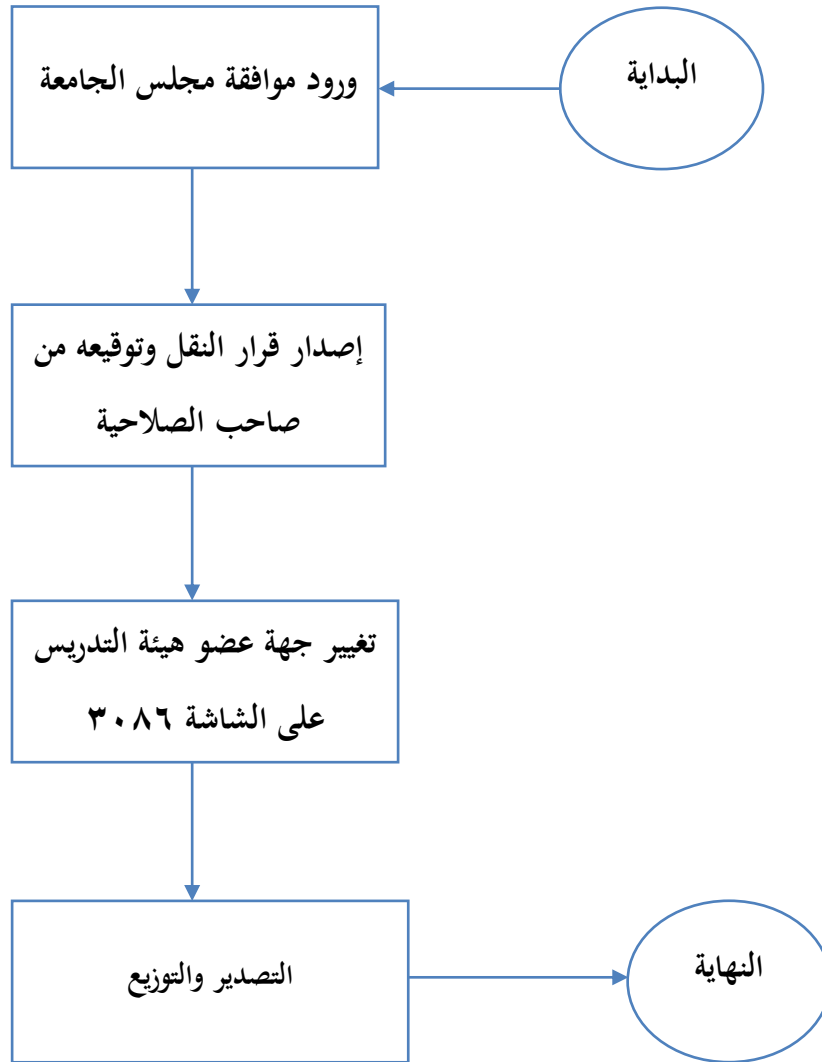 البداية
ورود موافقة مجلس الجامعة
إصدار قرار النقل وتوقيعه من
صاحب الصلاحية
تغيير جهة عضو هيئة التدريس
على الشاشة ٣٠٨٦
التصدير والتوزيع
النهاية